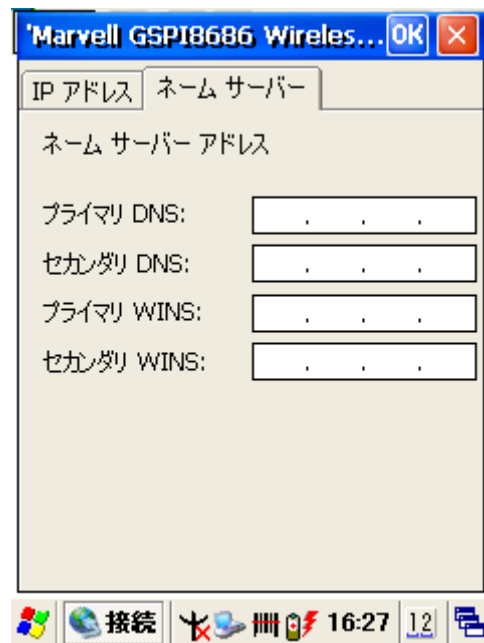 'Marvell GSPI8686 Wireles... OK
IP アドレス ネーム サーバー
ネーム サーバー アドレス
プライマリ DNS:
セカンダリ DNS:
プライマリ WINS:
セカンダリ WINS:
接続 16:27 12